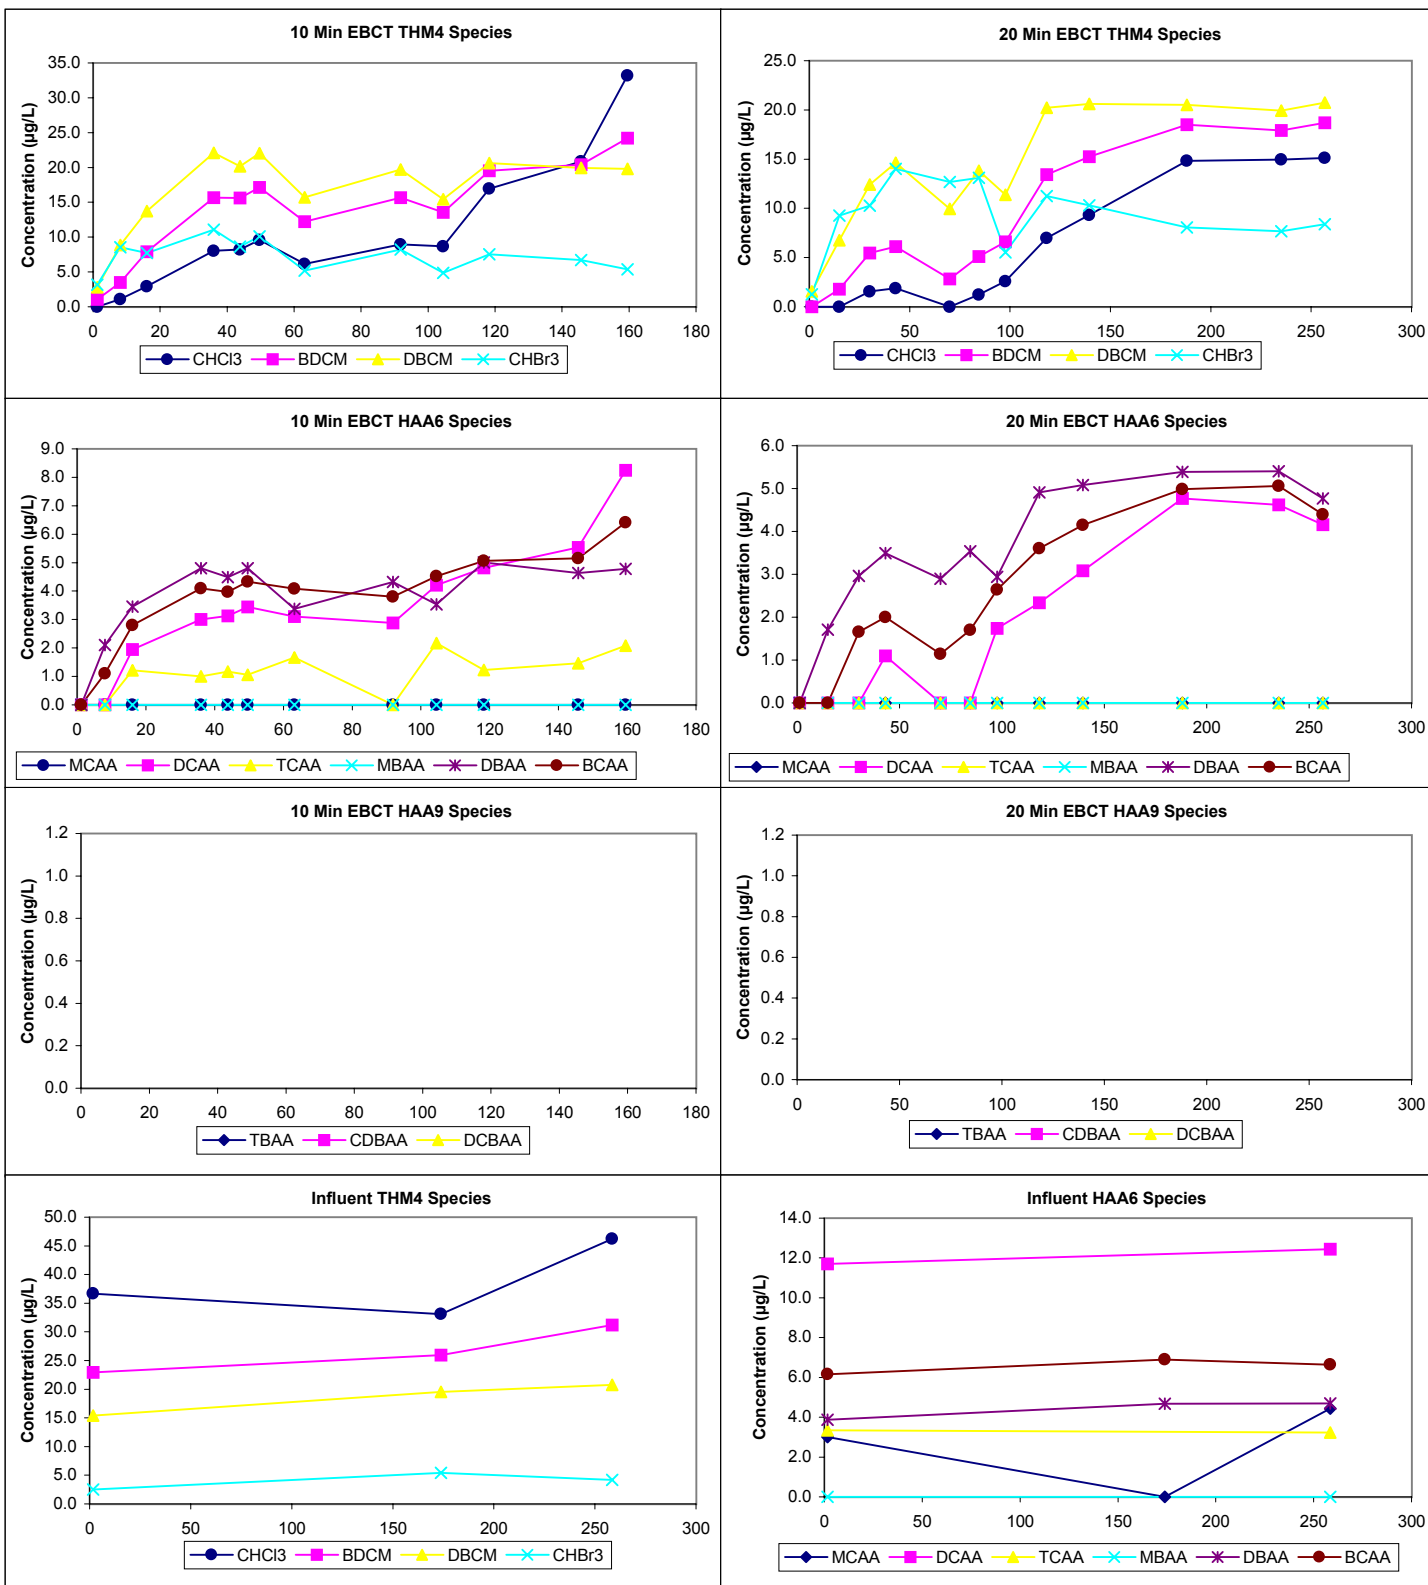 10 Min EBCT THM4 Species
Concentration (µg/L)
35.0
30.0
25.0
20.0
15.0
10.0
5.0
0.0
0 20 40 60 80 100 120 140 160 180
CHCl3 BDCM DBCM CHBr3
20 Min EBCT THM4 Species
Concentration (µg/L)
25.0
20.0
15.0
10.0
5.0
0.0
0 50 100 150 200 250 300
CHCl3 BDCM DBCM CHBr3
10 Min EBCT HAA6 Species
Concentration (µg/L)
9.0
8.0
7.0
6.0
5.0
4.0
3.0
2.0
1.0
0.0
0 20 40 60 80 100 120 140 160 180
MCAA DCAA TCAA MBAA DBAA BCAA
20 Min EBCT HAA6 Species
Concentration (µg/L)
6.0
5.0
4.0
3.0
2.0
1.0
0.0
0 50 100 150 200 250 300
MCAA DCAA TCAA MBAA DBAA BCAA
10 Min EBCT HAA9 Species
Concentration (µg/L)
1.2
1.0
0.8
0.6
0.4
0.2
0.0
0 20 40 60 80 100 120 140 160 180
TBAA CDBAA DCBAA
20 Min EBCT HAA9 Species
Concentration (µg/L)
1.2
1.0
0.8
0.6
0.4
0.2
0.0
0 50 100 150 200 250 300
TBAA CDBAA DCBAA
Influent THM4 Species
Concentration (µg/L)
50.0
45.0
40.0
35.0
30.0
25.0
20.0
15.0
10.0
5.0
0.0
0 50 100 150 200 250 300
CHCl3 BDCM DBCM CHBr3
Influent HAA6 Species
Concentration (µg/L)
14.0
12.0
10.0
8.0
6.0
4.0
2.0
0.0
0 50 100 150 200 250 300
MCAA DCAA TCAA MBAA DBAA BCAA